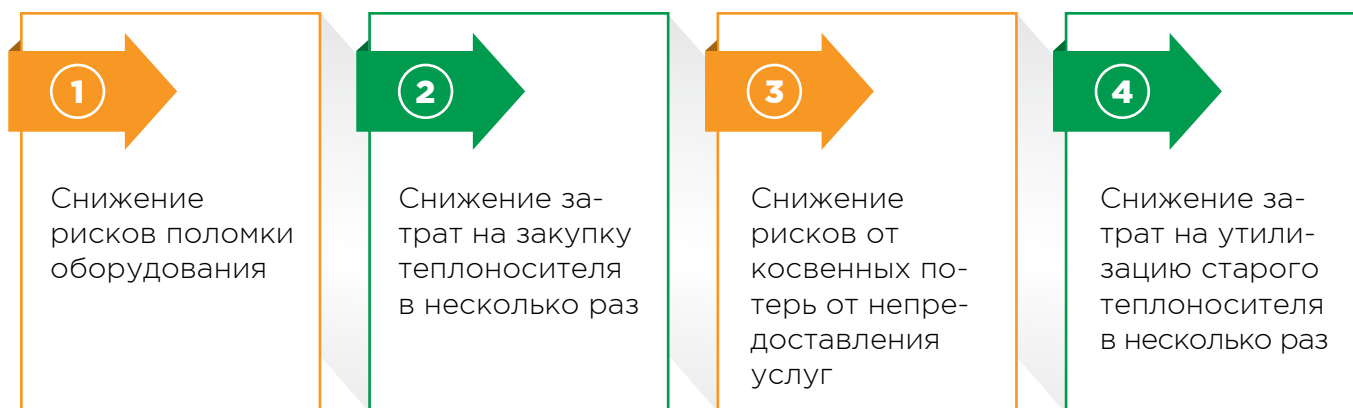 1
Снижение
рисков поломки
оборудования
2
Снижение за-
трат на закупку
теплоносителя
в несколько раз
3
Снижение
рисков от
косвенных по-
терь от непре-
доставления
услуг
4
Снижение за-
трат на утили-
зацию старого
теплоносителя
в несколько раз